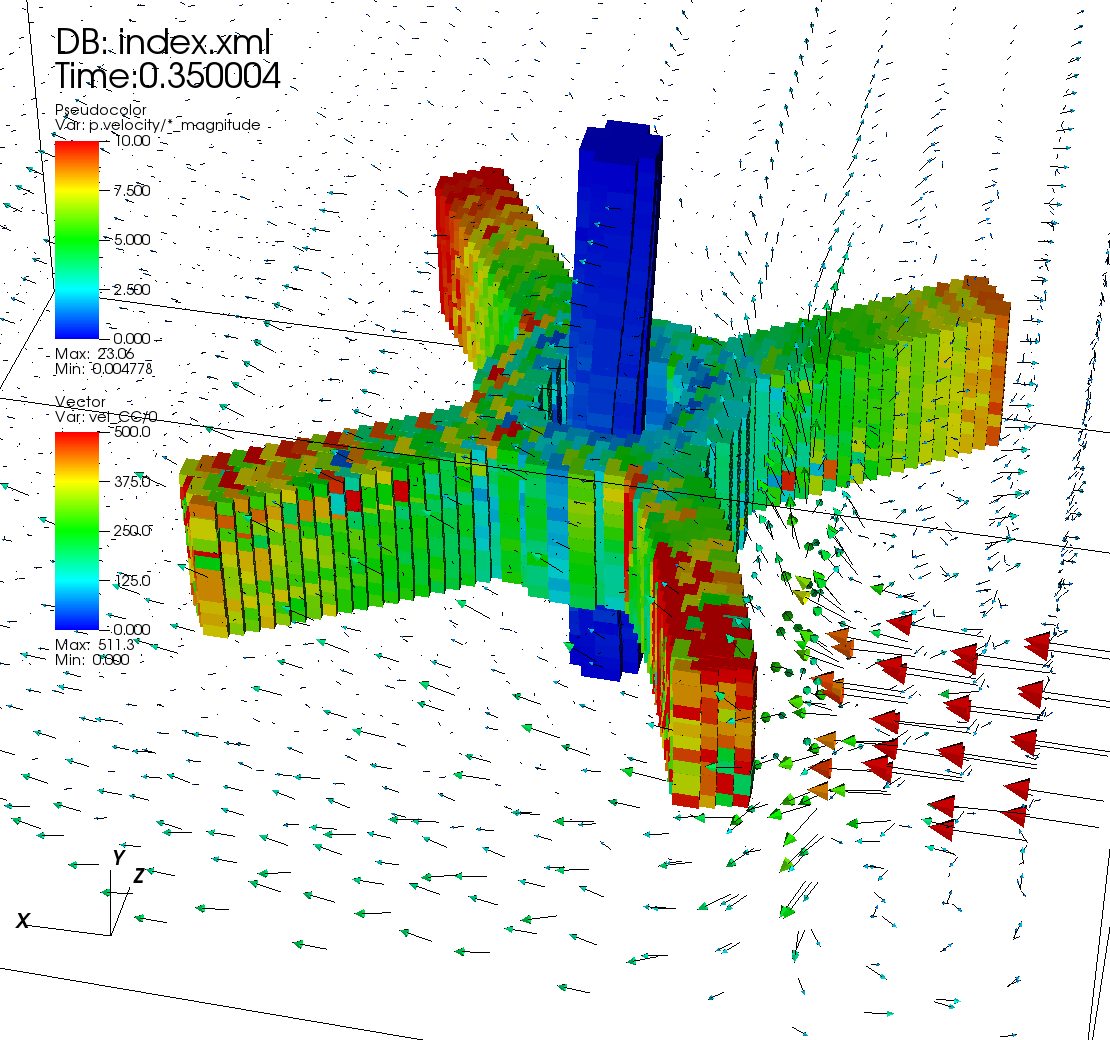 DB: index.xml
Time:0.350004
Pseudocolor
Var: p.velocity/*_magnitude
10.00
7.500
5.000
2.500
0.000
Max: 23.06
Min: 0.004778
Vector
Var: vel_CC/0
500.0
375.0
250.0
125.0
0.000
Max: 511.3
Min: 0.000
Y
Z
X